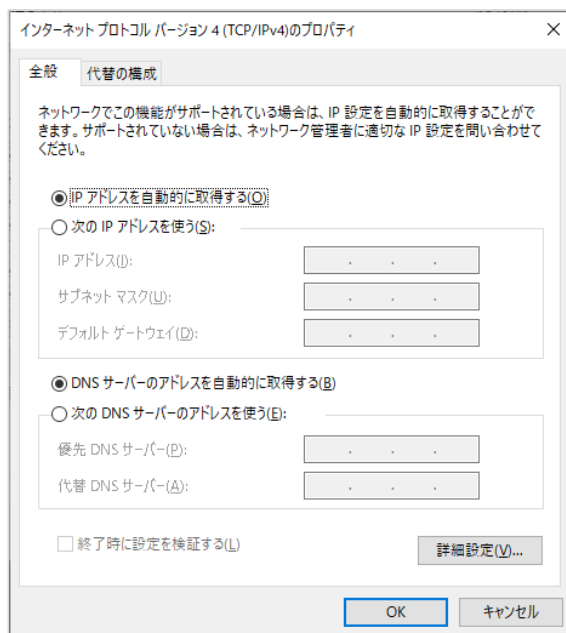 インターネット プロトコル バージョン 4 (TCP/IPv4)のプロパティ
全般
代替の構成
ネットワークでこの機能がサポートされている場合は、IP 設定を自動的に取得することがで
きます。サポートされていない場合は、ネットワーク管理者に適切な IP 設定を問い合わせて
ください。
IP アドレスを自動的に取得する(O)
次の IP アドレスを使う(S):
IP アドレス(I):
サブネット マスク(U):
デフォルト ゲートウェイ(D):
DNS サーバーのアドレスを自動的に取得する(B)
次の DNS サーバーのアドレスを使う(E):
優先 DNS サーバー(P):
代替 DNS サーバー(A):
終了時に設定を検証する(L)
詳細設定(V)...
OK
キャンセル